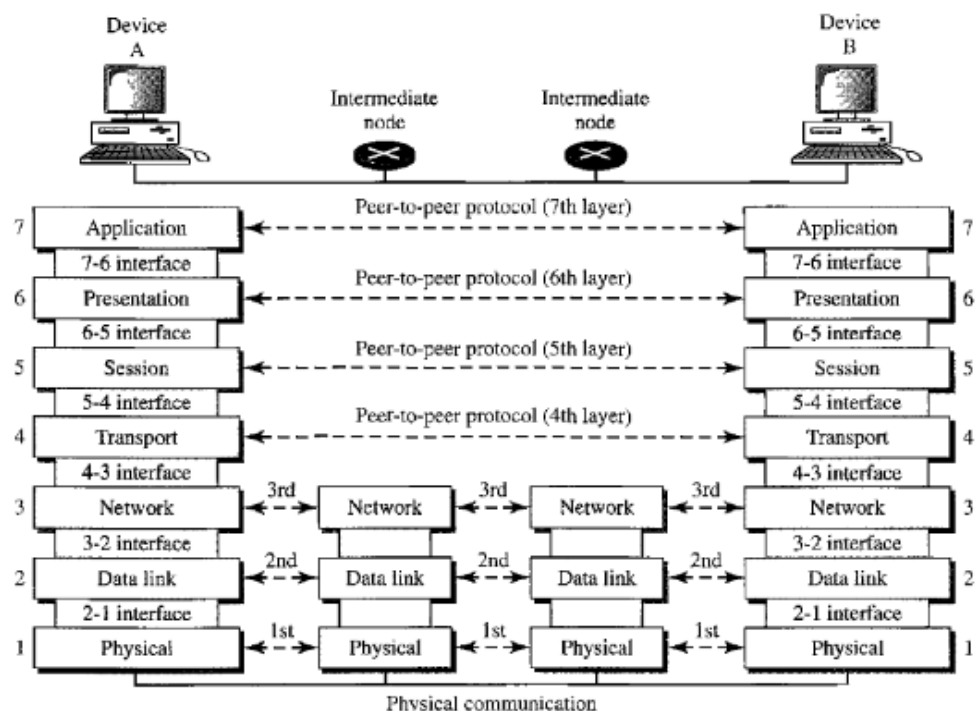 Device
A
Device
B
Intermediate
node
Intermediate
node
Peer-to-peer protocol (7th layer)
7 Application Application 7
7-6 interface 7-6 interface
Peer-to-peer protocol (6th layer)
6 Presentation Presentation 6
6-5 interface 6-5 interface
Peer-to-peer protocol (5th layer)
5 Session Session 5
5-4 interface 5-4 interface
Peer-to-peer protocol (4th layer)
4 Transport Transport 4
4-3 interface 4-3 interface
3 Network 3rd Network 3rd Network 3rd Network 3
3-2 interface 3-2 interface
2 Data link 2nd Data link 2nd Data link 2nd Data link 2
2-1 interface 2-1 interface
1 Physical 1st Physical 1st Physical 1st Physical 1
Physical communication